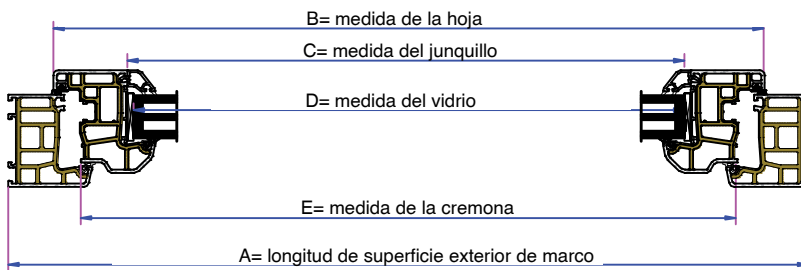 B= medida de la hoja
C= medida del junquillo
D= medida del vidrio
E= medida de la cremona
A= longitud de superficie exterior de marco